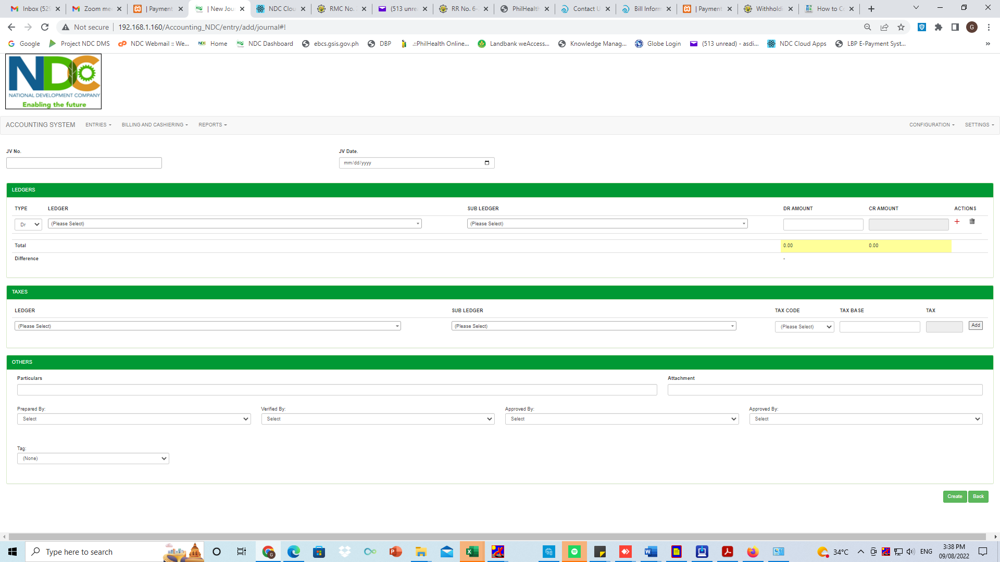 Inbox (529
Zoom me
| Payment
| New Jou
NDC Clou
RMC No.
(513 unre
RR No. 6-
PhilHealth
Contact U
Bill Inform
| Payment
Withholdi
How to C
Not secure
192.168.1.160/Accounting_NDC/entry/add/journal#!
G
Google
Project NDC DMS
NDC Webmail :: We...
Home
NDC Dashboard
ebcs.gsis.gov.ph
DBP
.::PhilHealth Online...
Landbank weAccess...
Knowledge Manag...
Globe Login
(513 unread) - asdi...
NDC Cloud Apps
LBP E-Payment Syst...
»
NDC
NATIONAL DEVELOPMENT COMPANY
Enabling the future
ACCOUNTING SYSTEM
ENTRIES
BILLING AND CASHIERING
REPORTS
CONFIGURATION
SETTINGS
JV No.
JV Date.
mm/dd/yyyy
LEDGERS
TYPE LEDGER SUB LEDGER DR AMOUNT CR AMOUNT ACTIONS
Dr (Please Select) (Please Select)
Total 0.00 0.00
Difference -
TAXES
LEDGER SUB LEDGER TAX CODE TAX BASE TAX
(Please Select) (Please Select) (Please Select) Add
OTHERS
Particulars Attachment
Prepared By: Verified By: Approved By: Approved By:
Select Select Select Select
Tag:
(None)
Create Back
Type here to search
34°C
ENG
3:38 PM
09/08/2022